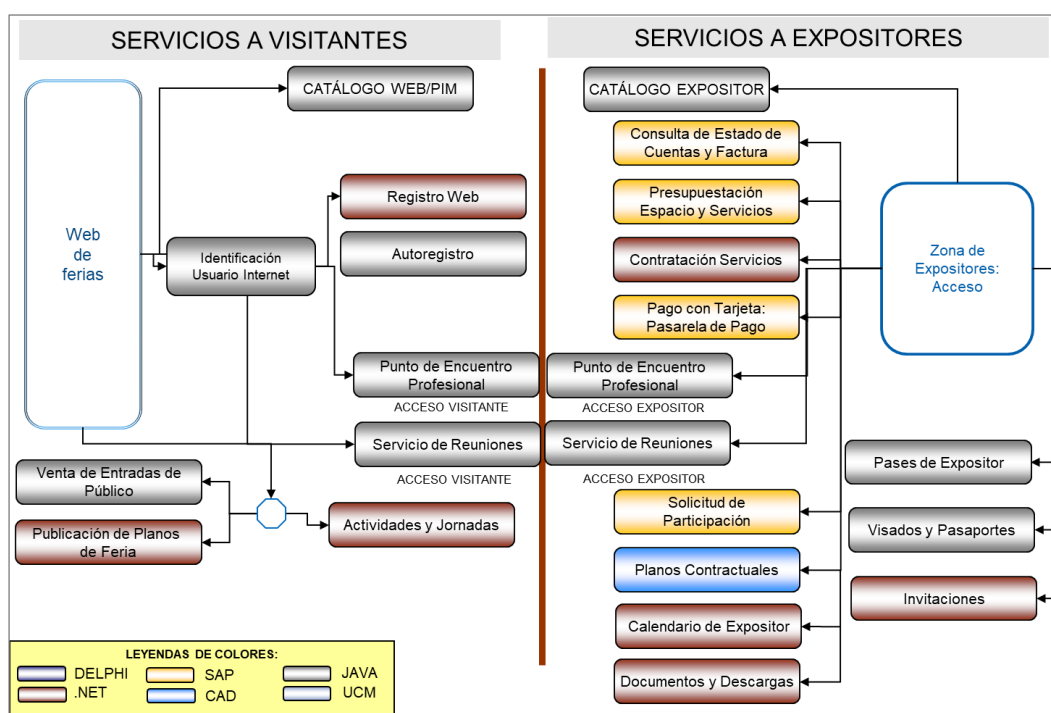 SERVICIOS A VISITANTES
SERVICIOS A EXPOSITORES
CATÁLOGO WEB/PIM
CATÁLOGO EXPOSITOR
Web
de
ferias
Identificación
Usuario Internet
Registro Web
Autoregistro
Punto de Encuentro
Profesional
ACCESO VISITANTE
Servicio de Reuniones
ACCESO VISITANTE
Venta de Entradas de
Público
Publicación de Planos
de Feria
Actividades y Jornadas
Consulta de Estado de
Cuentas y Factura
Presupuestación
Espacio y Servicios
Contratación Servicios
Pago con Tarjeta:
Pasarela de Pago
Punto de Encuentro
Profesional
ACCESO EXPOSITOR
Servicio de Reuniones
ACCESO EXPOSITOR
Solicitud de
Participación
Planos Contractuales
Calendario de Expositor
Documentos y Descargas
Zona de
Expositores:
Acceso
Pases de Expositor
Visados y Pasaportes
Invitaciones
LEYENDAS DE COLORES:
DELPHI
SAP
JAVA
.NET
CAD
UCM